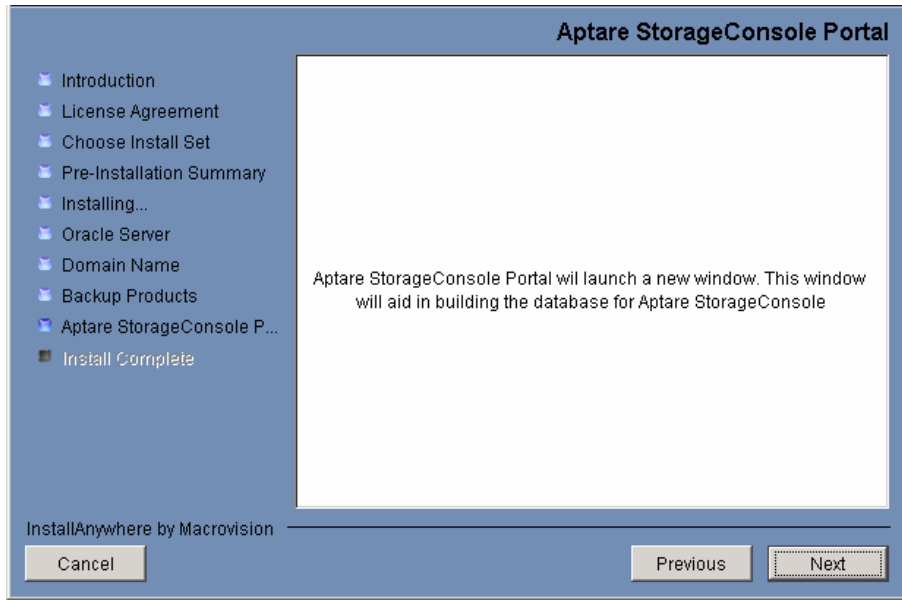 Aptare StorageConsole Portal
Introduction
License Agreement
Choose Install Set
Pre-Installation Summary
Installing...
Oracle Server
Domain Name
Backup Products
Aptare StorageConsole P...
Install Complete
Aptare StorageConsole Portal wil launch a new window. This window
will aid in building the database for Aptare StorageConsole
InstallAnywhere by Macrovision
Cancel
Previous
Next